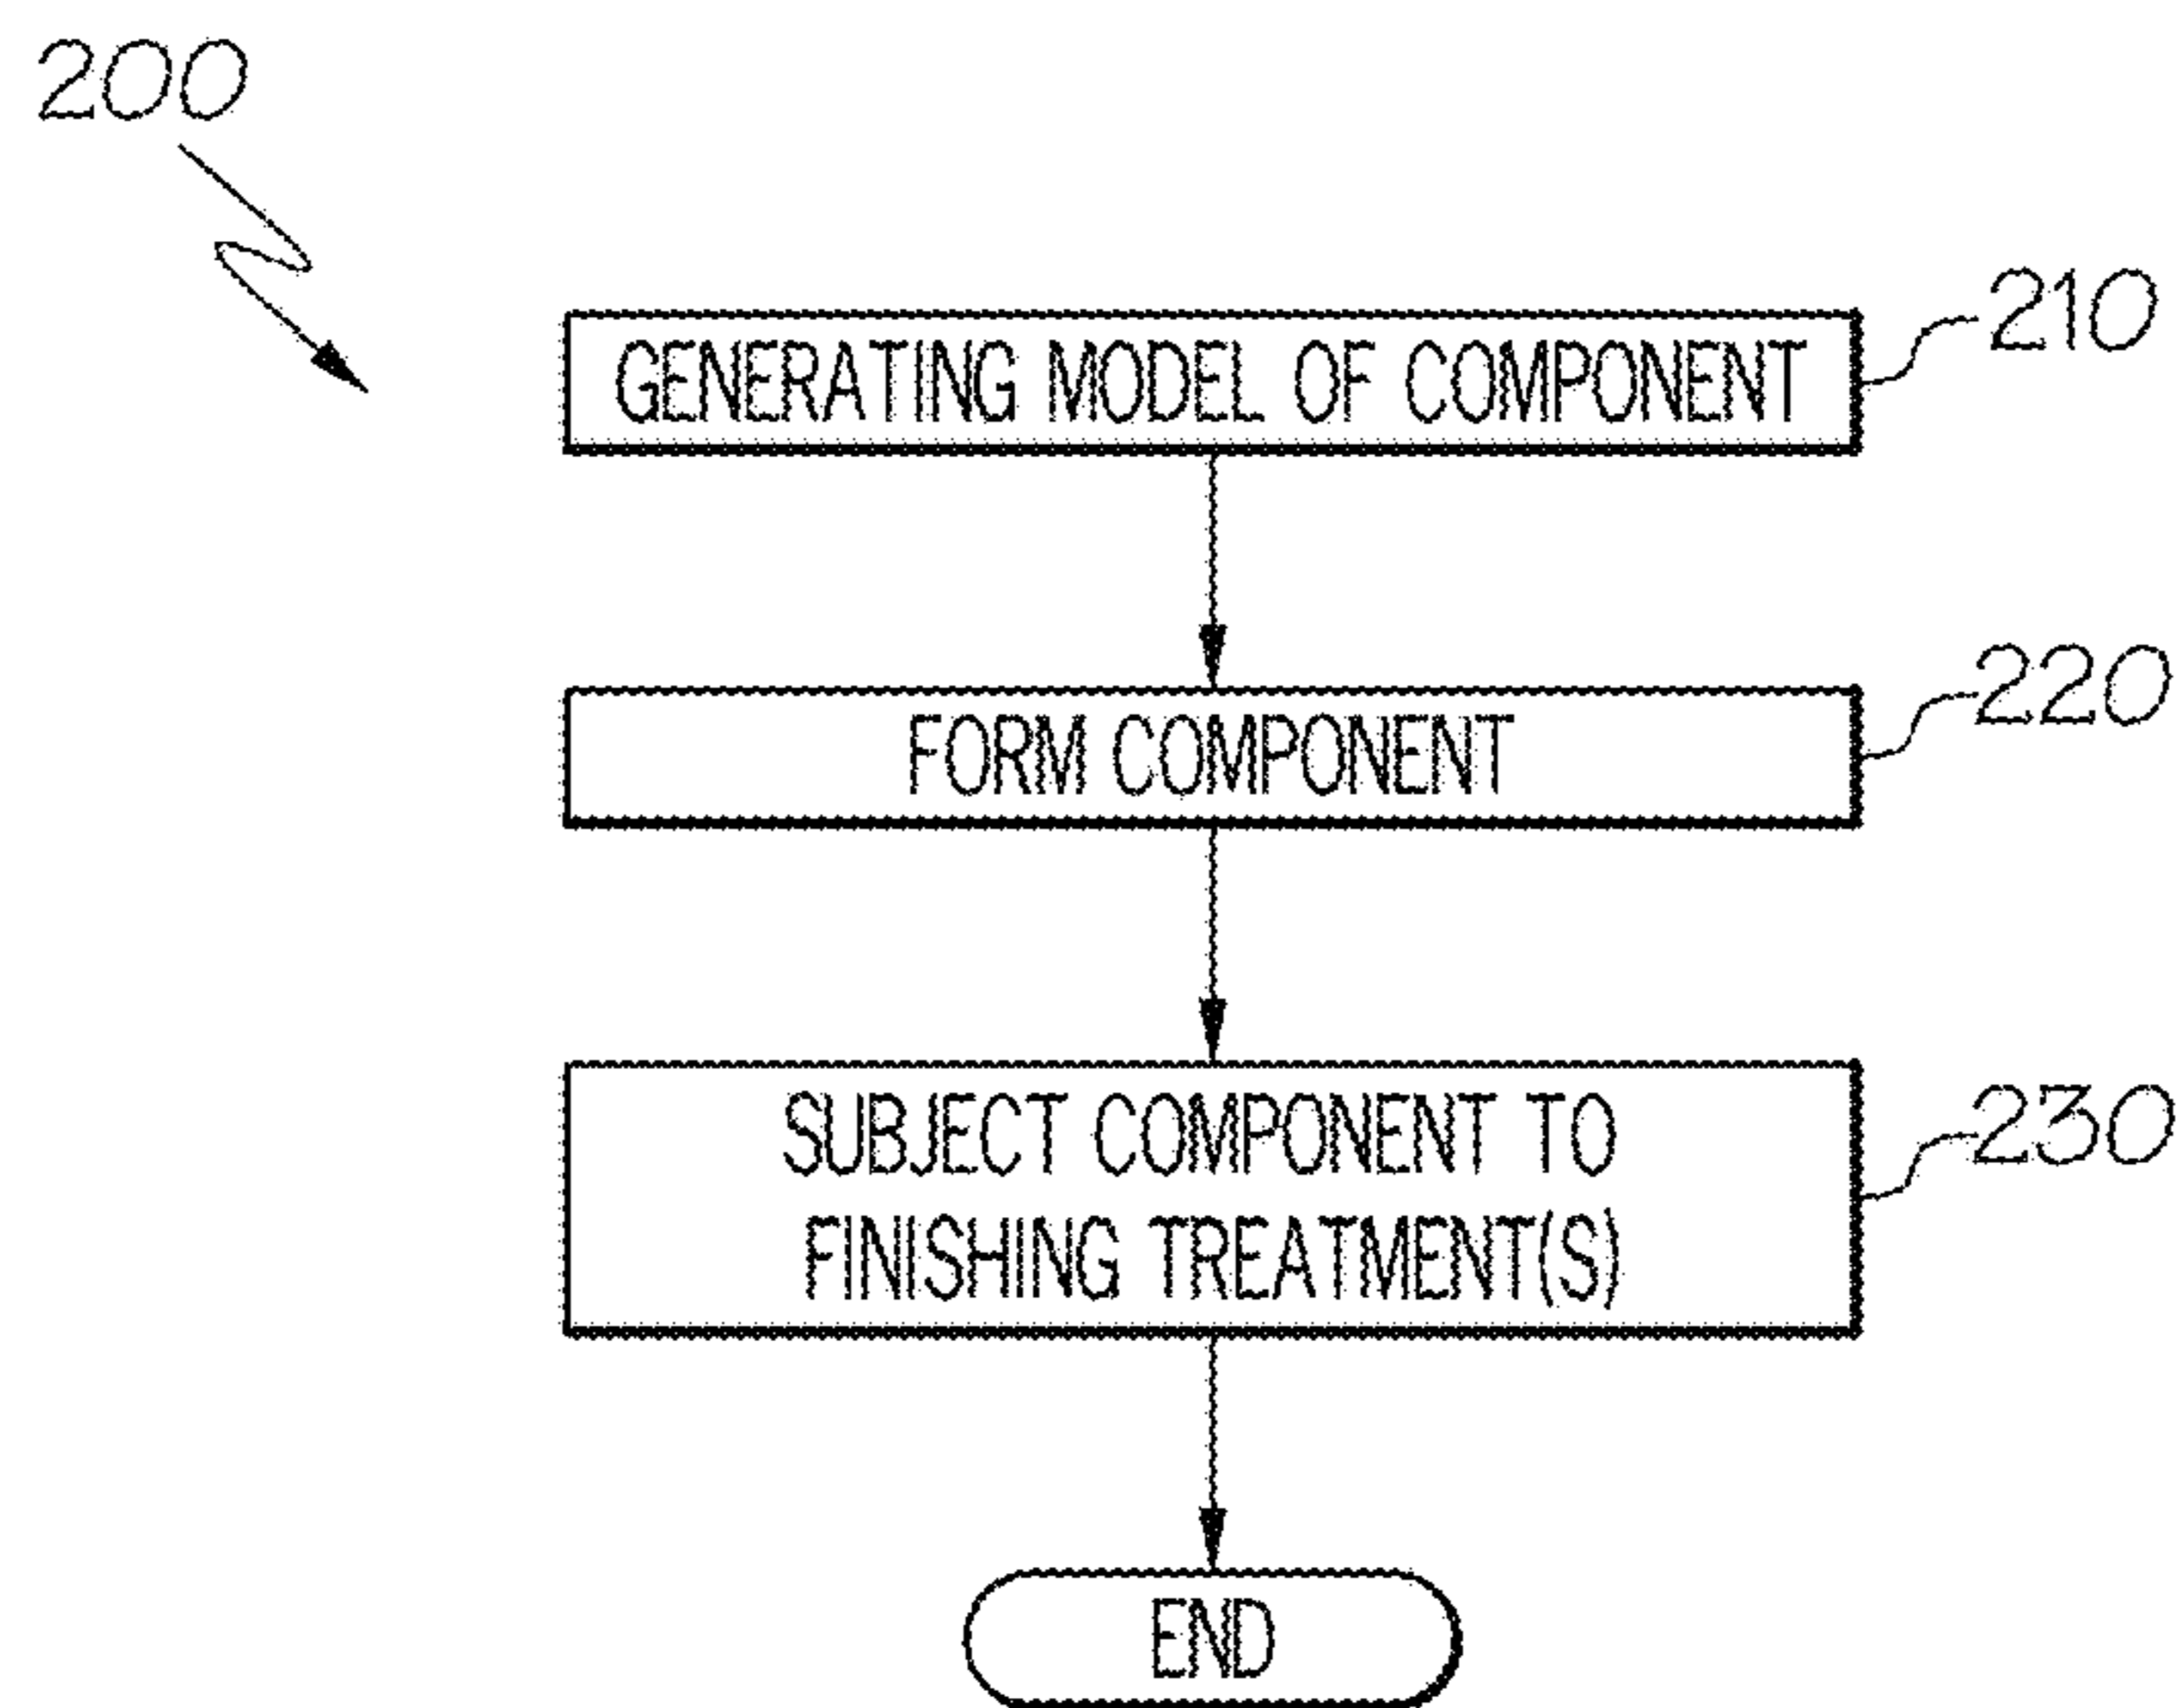 200
GENERATING MODEL OF COMPONENT
210
FORM COMPONENT
220
SUBJECT COMPONENT TO
FINISHING TREATMENT(S)
230
END